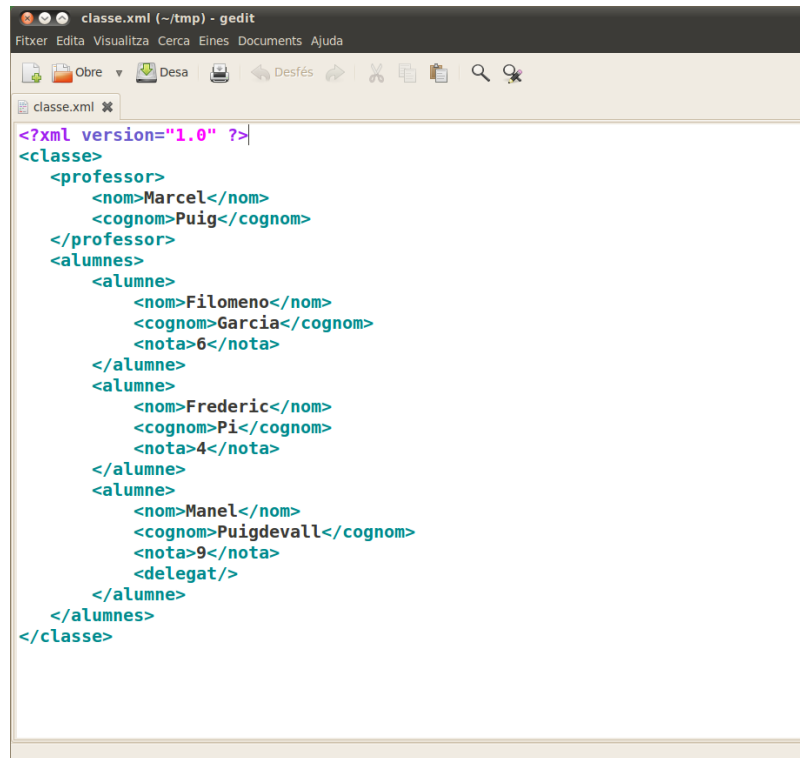 classe.xml (~/tmp) - gedit
Fitxer Edita Visualitza Cerca Eines Documents Ajuda
Obre Desa Desfés
classe.xml
<?xml version="1.0" ?>
<classe>
   <professor>
       <nom>Marcel</nom>
       <cognom>Puig</cognom>
   </professor>
   <alumnes>
       <alumne>
           <nom>Filomeno</nom>
           <cognom>Garcia</cognom>
           <nota>6</nota>
       </alumne>
       <alumne>
           <nom>Frederic</nom>
           <cognom>Pi</cognom>
           <nota>4</nota>
       </alumne>
       <alumne>
           <nom>Manel</nom>
           <cognom>Puigdevall</cognom>
           <nota>9</nota>
           <delegat/>
       </alumne>
   </alumnes>
</classe>